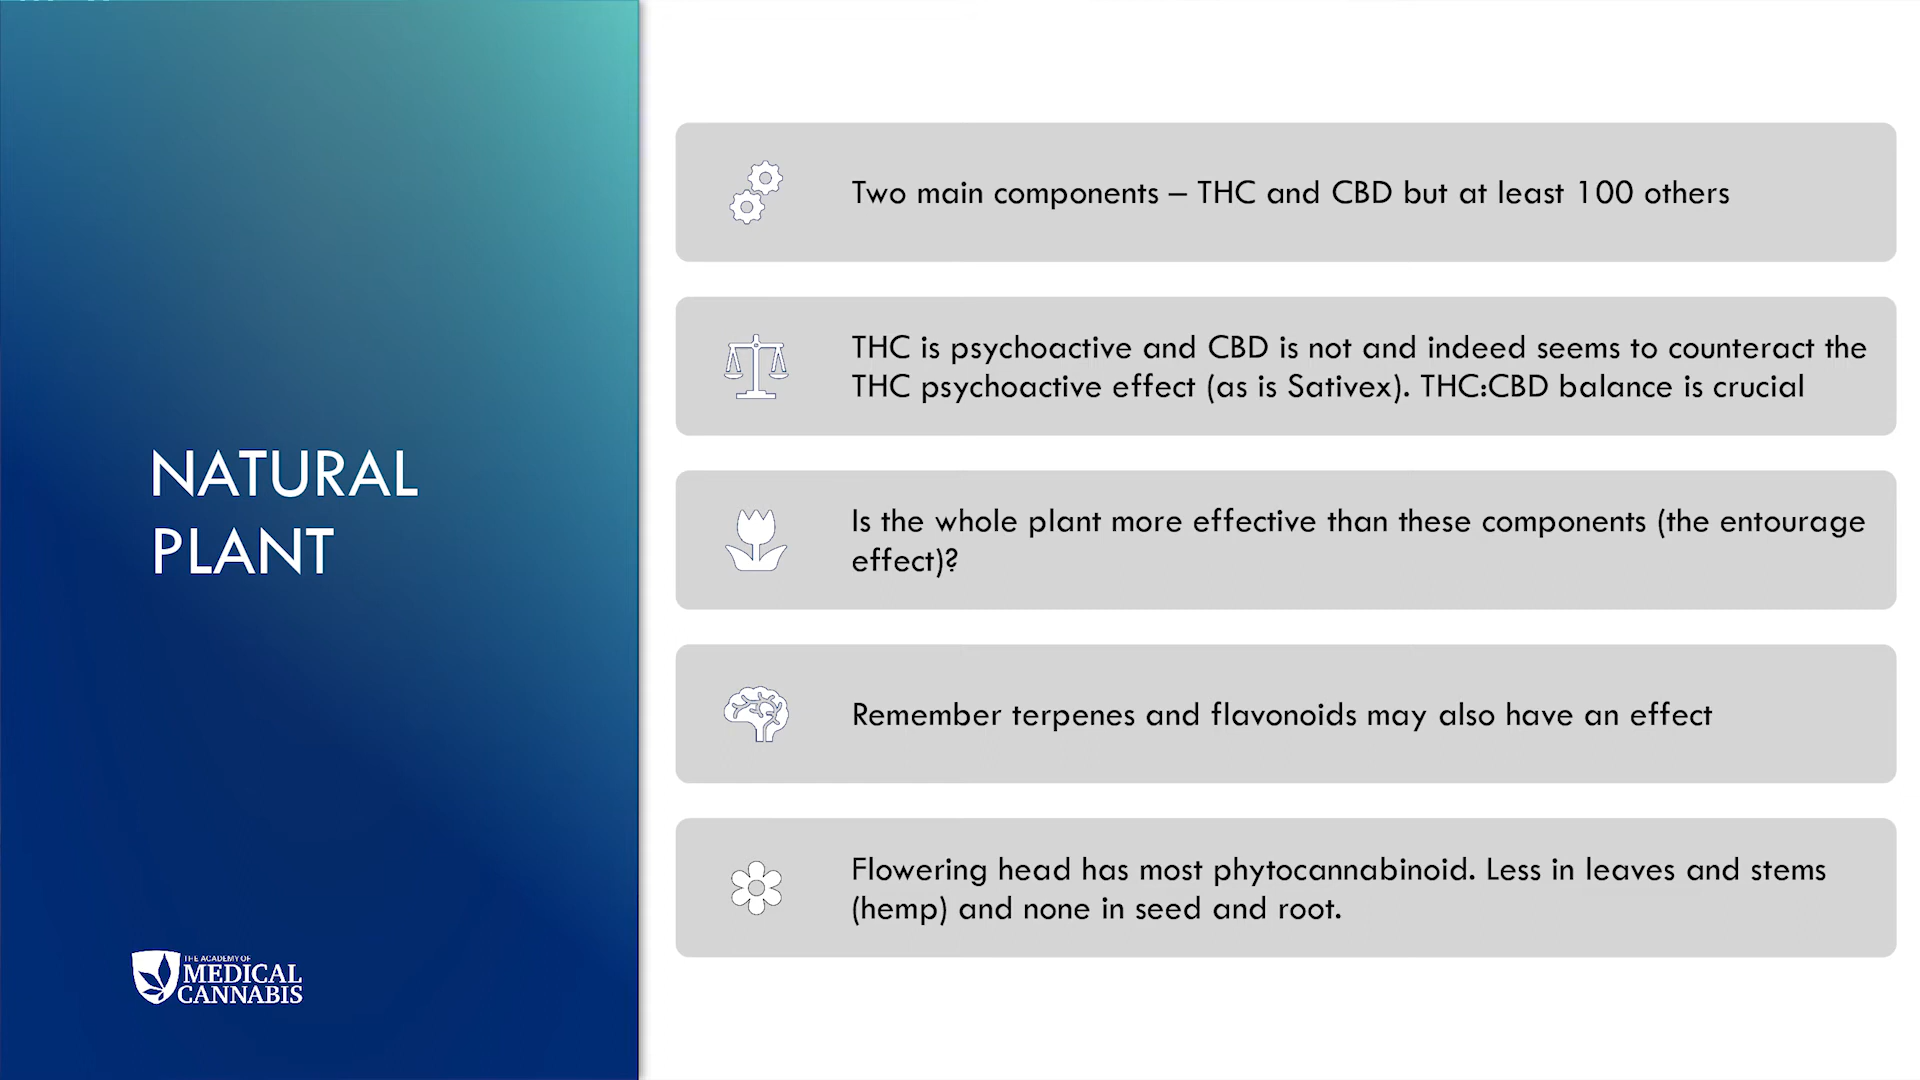 NATURAL
PLANT
THE ACADEMY OF
MEDICAL
CANNABIS
Two main components – THC and CBD but at least 100 others
THC is psychoactive and CBD is not and indeed seems to counteract the
THC psychoactive effect (as is Sativex). THC:CBD balance is crucial
Is the whole plant more effective than these components (the entourage
effect)?
Remember terpenes and flavonoids may also have an effect
Flowering head has most phytocannabinoid. Less in leaves and stems
(hemp) and none in seed and root.